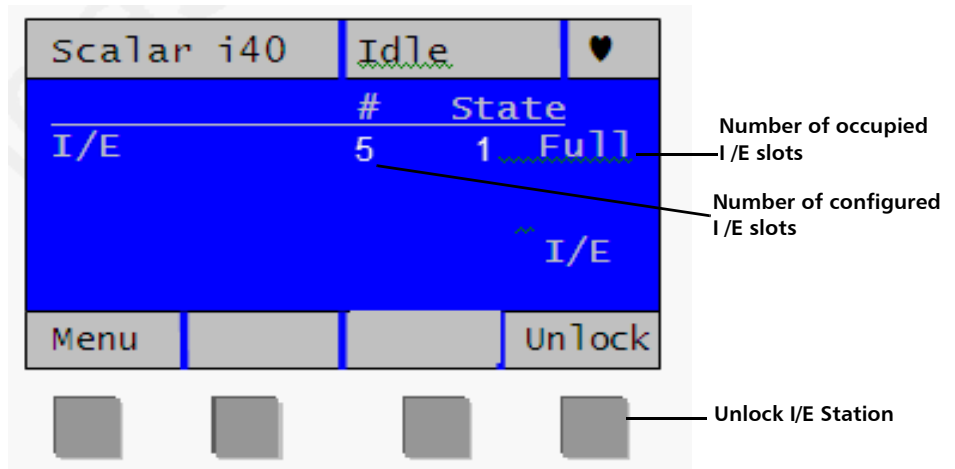 Scalar i40 Idle ♥
# State
I/E 5 1 Full
I/E
Menu Unlock
Number of occupied
I /E slots
Number of configured
I /E slots
Unlock I/E Station